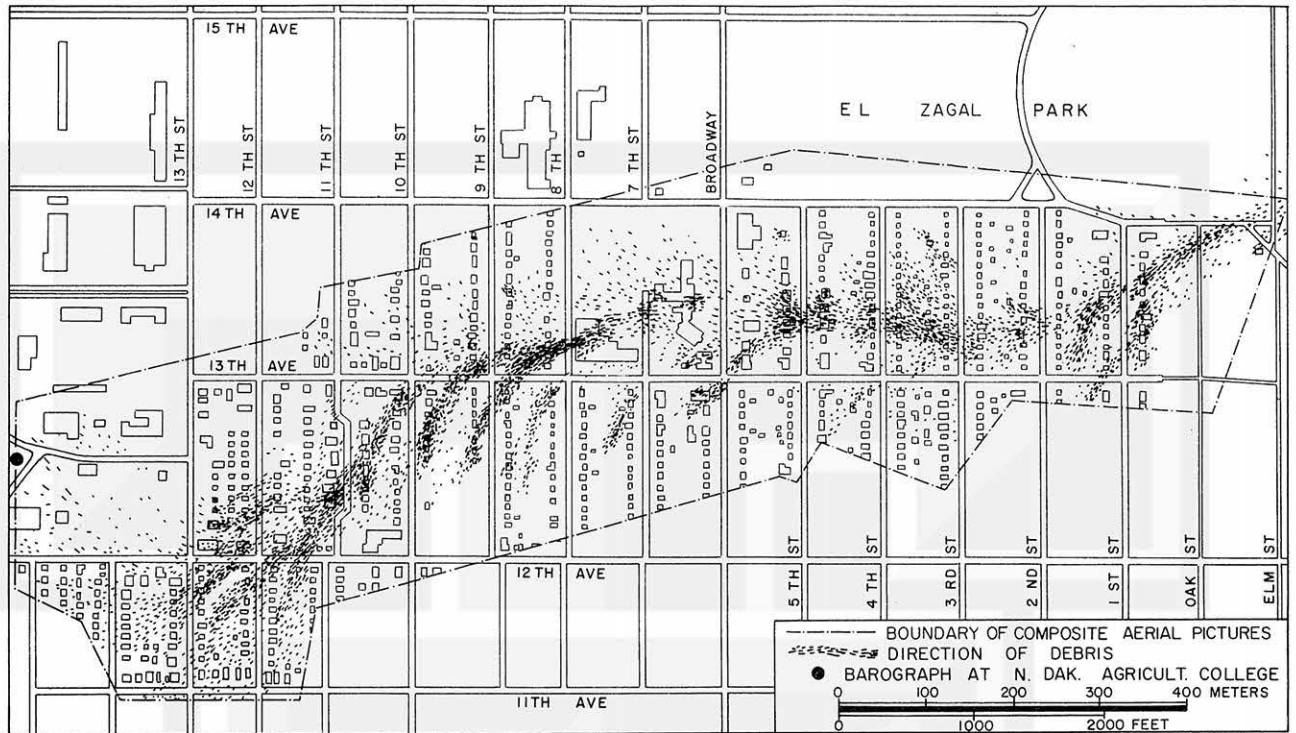 15 TH AVE
13 TH ST
12 TH ST
11 TH ST
10 TH ST
9 TH ST
8 TH
7 TH ST
BROADWAY
EL ZAGAL PARK
14 TH AVE
13 TH AVE
12 TH AVE
5 TH ST
4 TH ST
3 RD ST
2 ND ST
1 ST ST
OAK ST
ELM ST
11 TH AVE
BOUNDARY OF COMPOSITE AERIAL PICTURES
DIRECTION OF DEBRIS
BAROGRAPH AT N. DAK. AGRICULT. COLLEGE
0 100 200 300 400 METERS
0 1000 2000 FEET